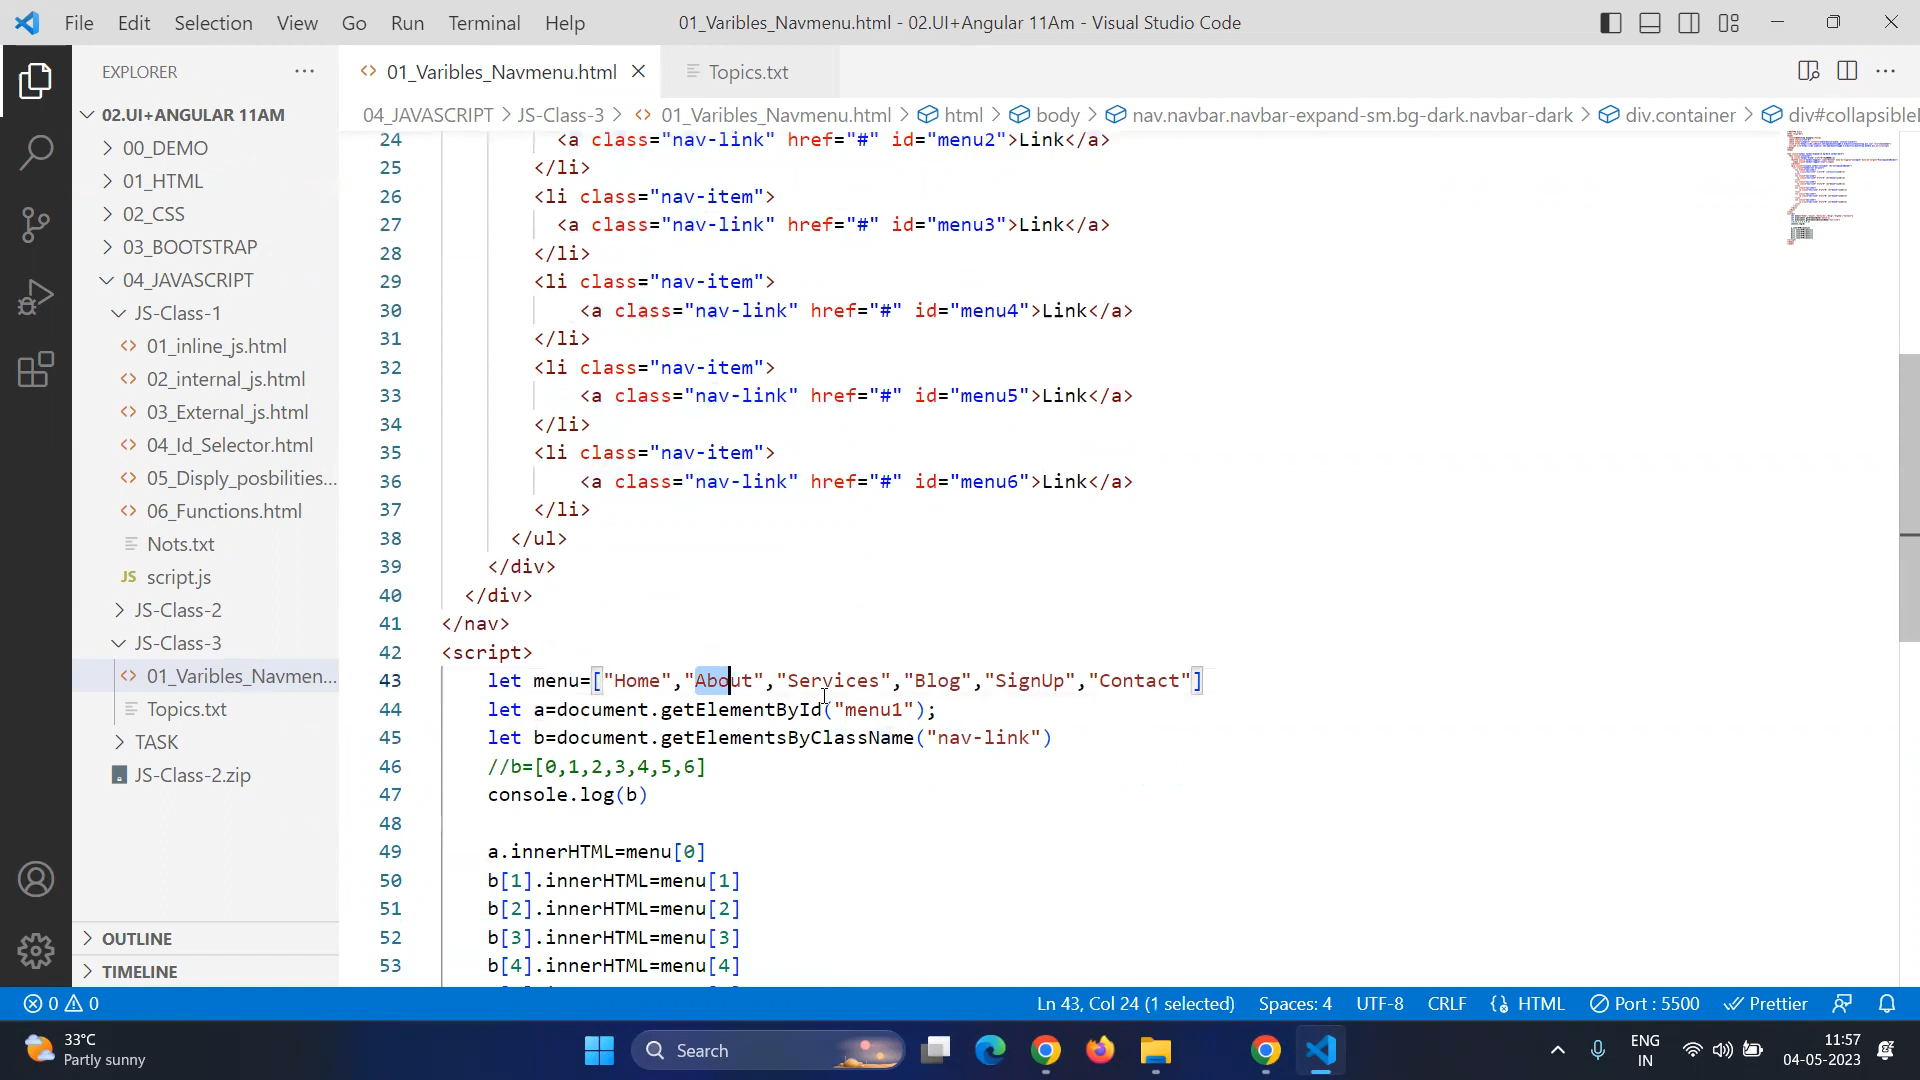 File Edit Selection View Go Run Terminal Help 01_Varibles_Navmenu.html - 02.UI+Angular 11Am - Visual Studio Code
EXPLORER
01_Varibles_Navmenu.html
Topics.txt
04_JAVASCRIPT > JS-Class-3 > 01_Varibles_Navmenu.html > html > body > nav.navbar.navbar-expand-sm.bg-dark.navbar-dark > div.container > div#collapsibleI
02.UI+ANGULAR 11AM
00_DEMO
01_HTML
02_CSS
03_BOOTSTRAP
04_JAVASCRIPT
JS-Class-1
01_inline_js.html
02_internal_js.html
03_External_js.html
04_Id_Selector.html
05_Disply_posbilities...
06_Functions.html
Nots.txt
JS script.js
JS-Class-2
JS-Class-3
01_Varibles_Navmen...
Topics.txt
TASK
JS-Class-2.zip
OUTLINE
TIMELINE
24 <a class="nav-link" href="#" id="menu2">Link</a>
25 </li>
26 <li class="nav-item">
27 <a class="nav-link" href="#" id="menu3">Link</a>
28 </li>
29 <li class="nav-item">
30 <a class="nav-link" href="#" id="menu4">Link</a>
31 </li>
32 <li class="nav-item">
33 <a class="nav-link" href="#" id="menu5">Link</a>
34 </li>
35 <li class="nav-item">
36 <a class="nav-link" href="#" id="menu6">Link</a>
37 </li>
38 </ul>
39 </div>
40 </div>
41 </nav>
42 <script>
43 let menu=["Home","About","Services","Blog","SignUp","Contact"]
44 let a=document.getElementById("menu1");
45 let b=document.getElementsByClassName("nav-link")
46 //b=[0,1,2,3,4,5,6]
47 console.log(b)
48
49 a.innerHTML=menu[0]
50 b[1].innerHTML=menu[1]
51 b[2].innerHTML=menu[2]
52 b[3].innerHTML=menu[3]
53 b[4].innerHTML=menu[4]
0 0 Ln 43, Col 24 (1 selected) Spaces: 4 UTF-8 CRLF HTML Port : 5500 Prettier
33°C
Partly sunny
Search
ENG
IN
11:57
04-05-2023